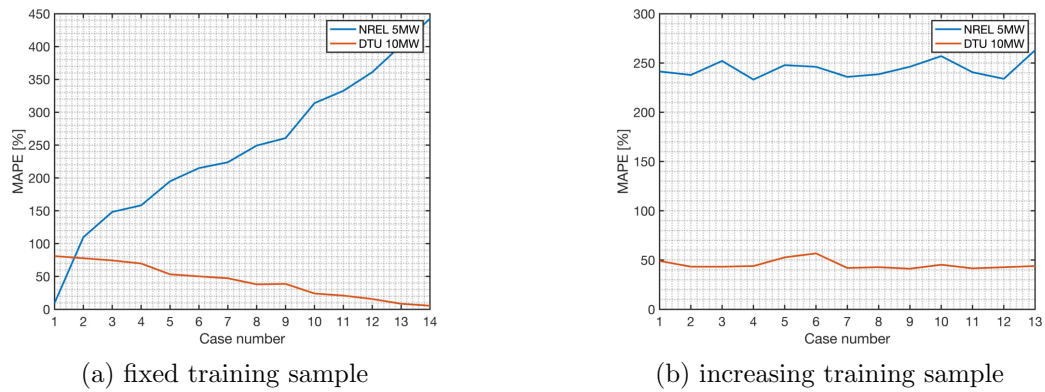 450
400
350
300
250
200
150
100
50
0
MAPE [%]
NREL 5MW
DTU 10MW
1 2 3 4 5 6 7 8 9 10 11 12 13 14
Case number
(a) fixed training sample
300
250
200
150
100
50
0
MAPE [%]
NREL 5MW
DTU 10MW
1 2 3 4 5 6 7 8 9 10 11 12 13
Case number
(b) increasing training sample